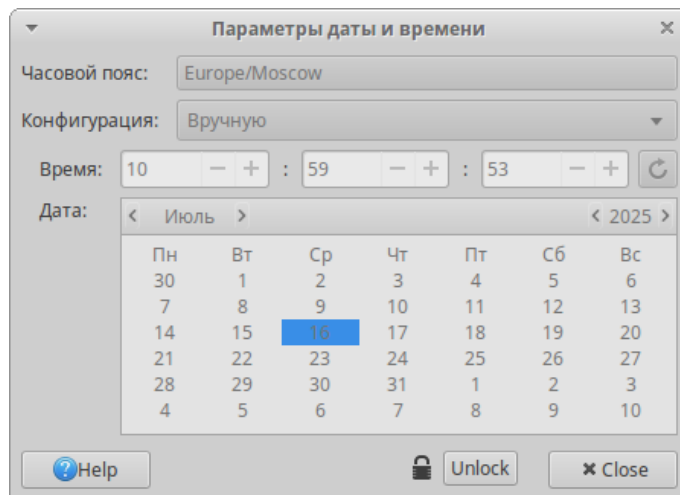 Параметры даты и времени
Часовой пояс: Europe/Moscow
Конфигурация: Вручную
Время: 10 : 59 : 53
Дата: Июль 2025
Пн Вт Ср Чт Пт Сб Вс
30 1 2 3 4 5 6
7 8 9 10 11 12 13
14 15 16 17 18 19 20
21 22 23 24 25 26 27
28 29 30 31 1 2 3
4 5 6 7 8 9 10
Help Unlock Close